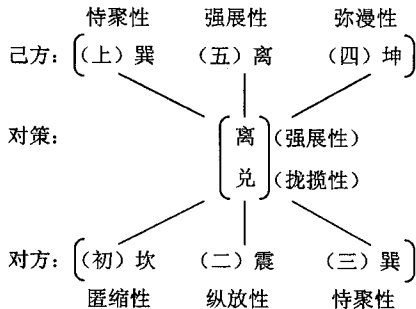 恃聚性 强展性 弥漫性
己方：（上）巽 （五）离 （四）坤
对策： 离（强展性）
兑（拢揽性）
对方：（初）坎 （二）震 （三）巽
匿缩性 纵放性 恃聚性